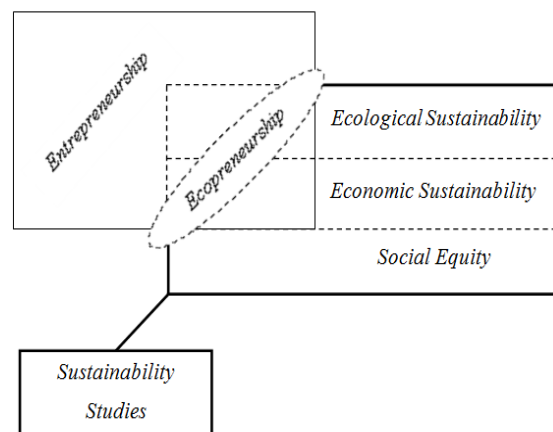 Entrepreneurship
Ecopreneurship
Ecological Sustainability
Economic Sustainability
Social Equity
Sustainability
Studies